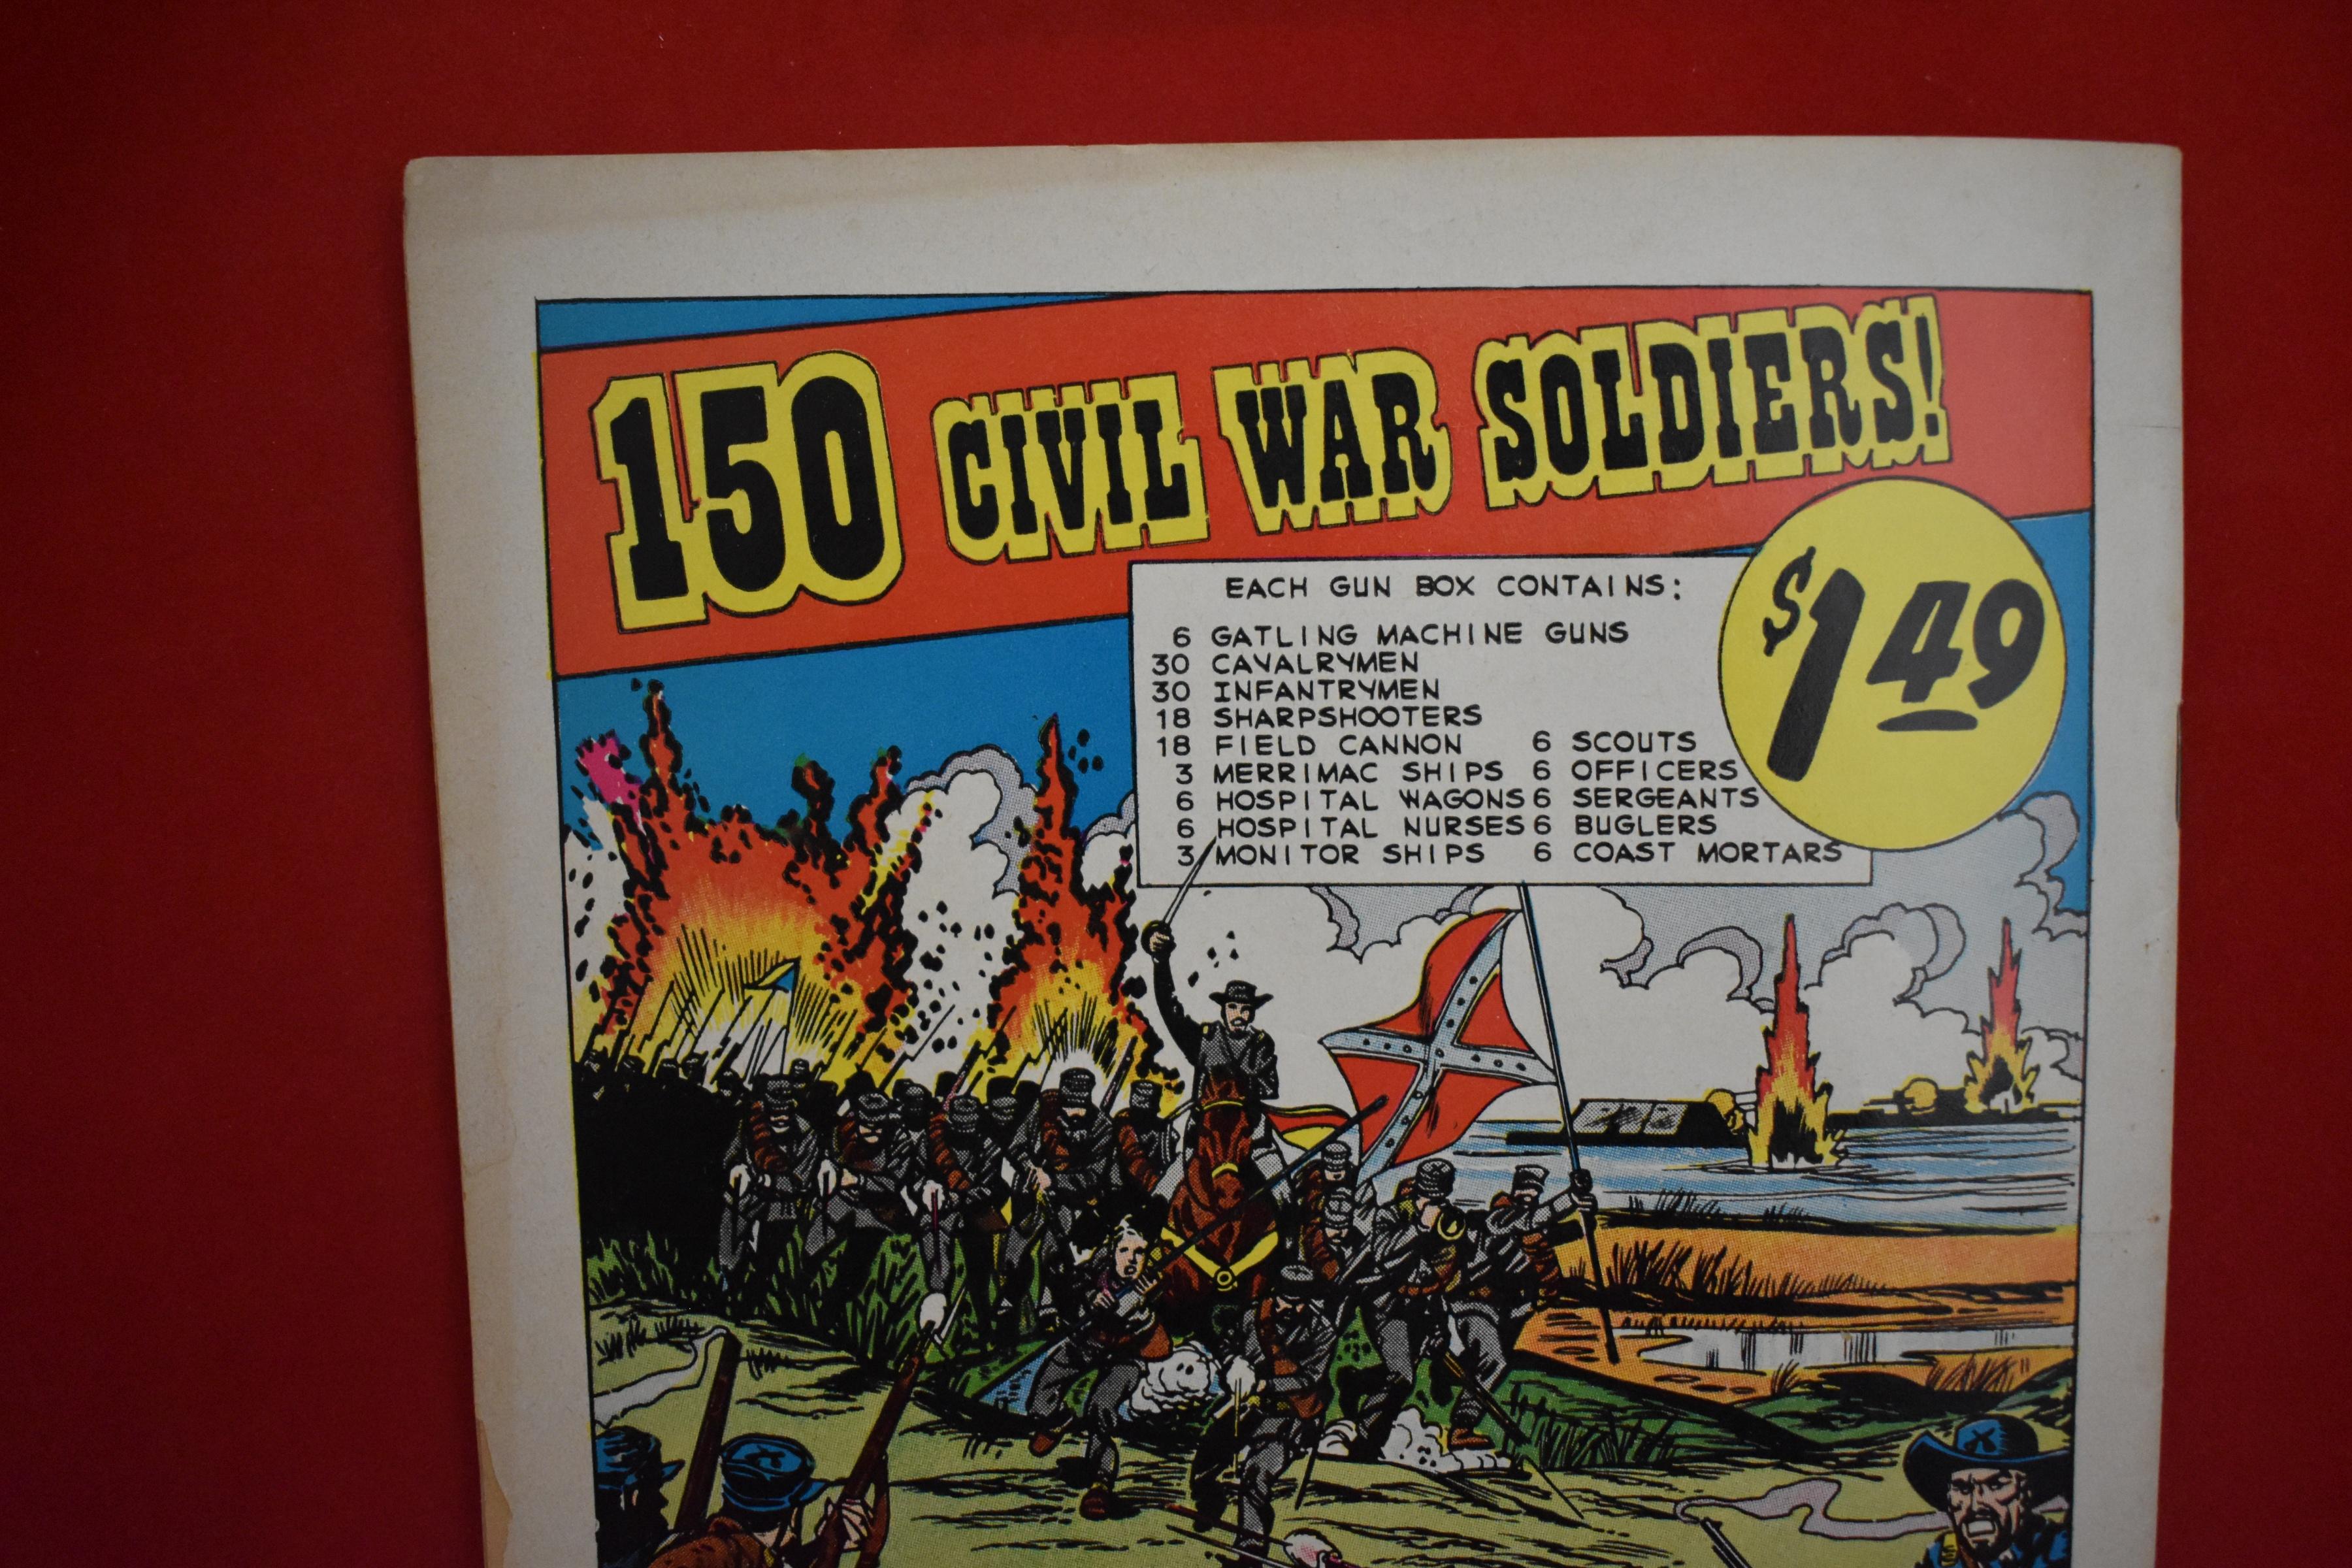 150 CIVIL WAR SOLDIERS!
$1.49
EACH GUN BOX CONTAINS:
6 GATLING MACHINE GUNS
30 CAVALRYMEN
30 INFANTRYMEN
18 SHARPSHOOTERS
18 FIELD CANNON 6 SCOUTS
3 MERRIMAC SHIPS 6 OFFICERS
6 HOSPITAL WAGONS 6 SERGEANTS
6 HOSPITAL NURSES 6 BUGLERS
3 MONITOR SHIPS 6 COAST MORTARS